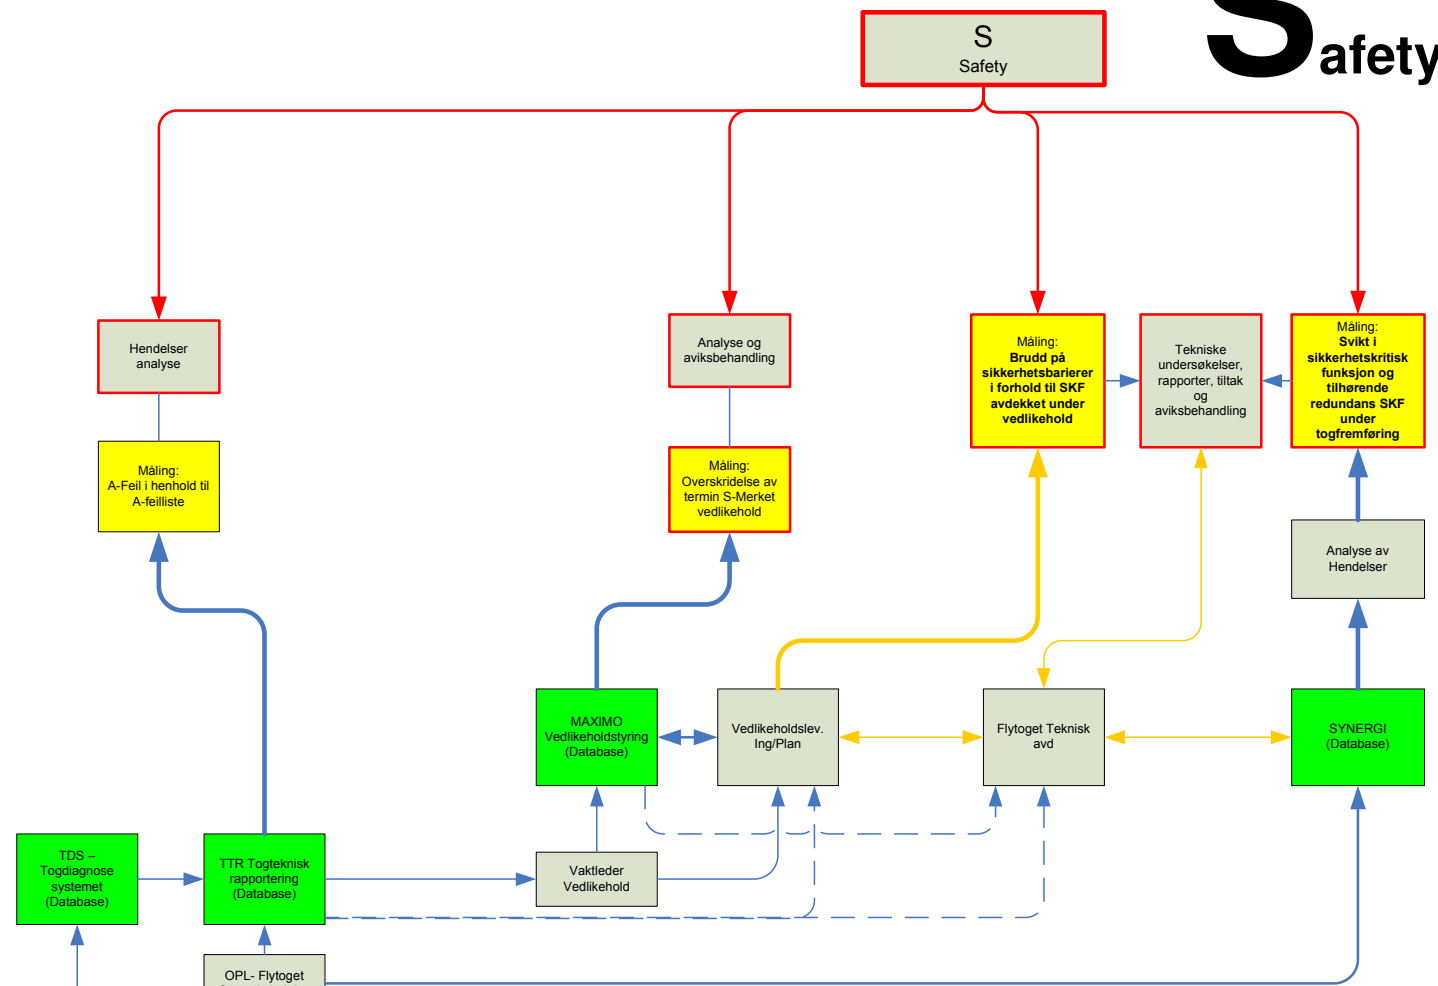 S
Safety
Safety
Hendelser
analyse
Analyse og
aviksbehandling
Måling:
Brudd på
sikkerhetsbarierer
i forhold til SKF
avdekket under
vedlikehold
Tekniske
undersøkelser,
rapporter, tiltak
og
aviksbehandling
Måling:
Svikt i
sikkerhetskritisk
funksjon og
tilhørende
redundans SKF
under
togfremføring
Måling:
A-Feil i henhold til
A-feilliste
Måling:
Overskridelse av
termin S-Merket
vedlikehold
Analyse av
Hendelser
MAXIMO
Vedlikeholdstyring
(Database)
Vedlikeholdslev.
Ing/Plan
Flytoget Teknisk
avd
SYNERGI
(Database)
TDS –
Togdiagnose
systemet
(Database)
TTR Togteknisk
rapportering
(Database)
Vaktleder
Vedlikehold
OPL- Flytoget